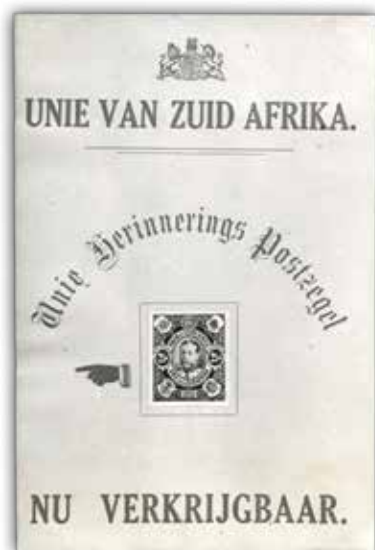 UNIE VAN ZUID AFRIKA.
Unie Herinnerings Postzegel
NU VERKRIJGBAAR.